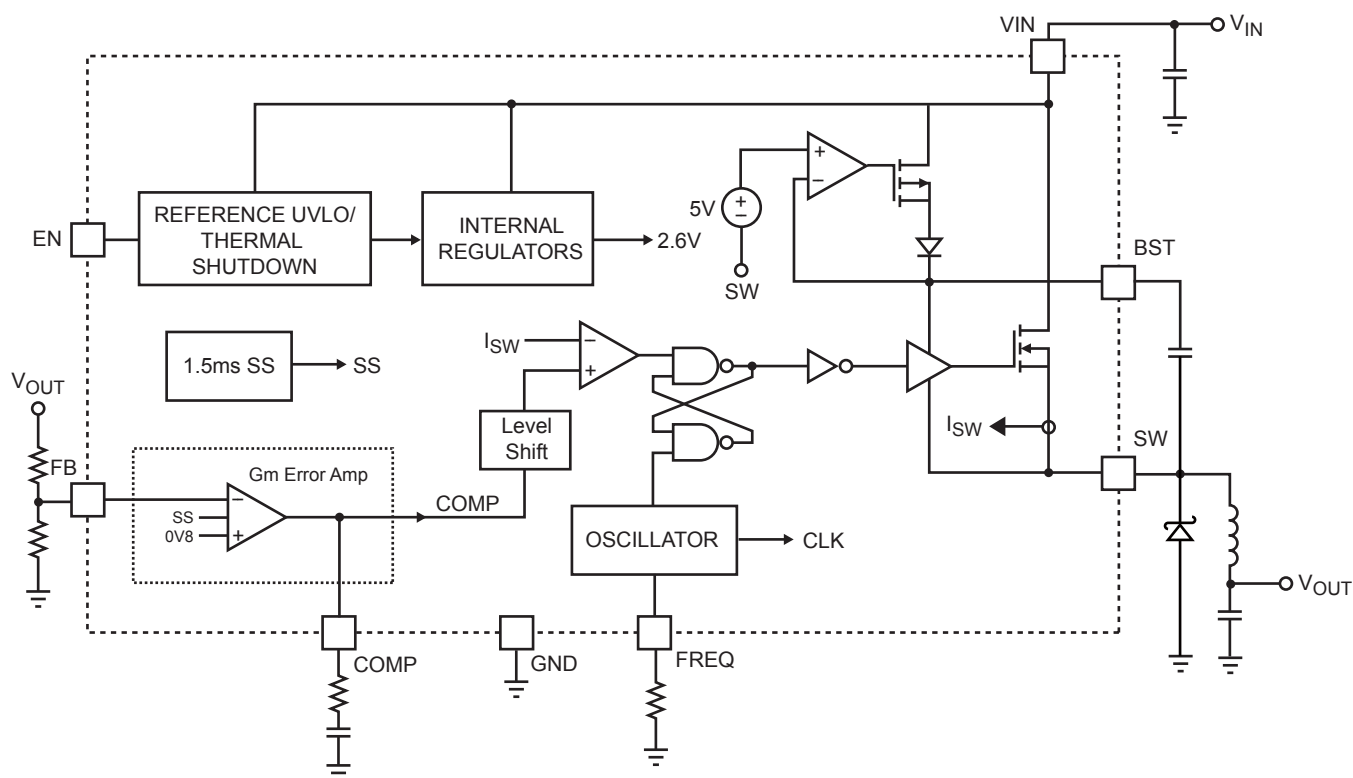 VIN
V_IN
REFERENCE UVLO/
THERMAL
SHUTDOWN
INTERNAL
REGULATORS
2.6V
EN
5V
+
−
+
−
SW
BST
1.5ms SS
SS
I_SW
−
+
Level
Shift
I_SW
SW
V_OUT
FB
Gm Error Amp
−
SS
0V8
+
COMP
OSCILLATOR
CLK
V_OUT
COMP
GND
FREQ